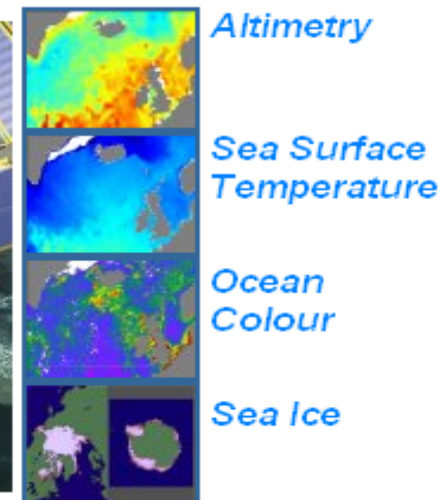 Altimetry
Sea Surface
Temperature
Ocean
Colour
Sea Ice